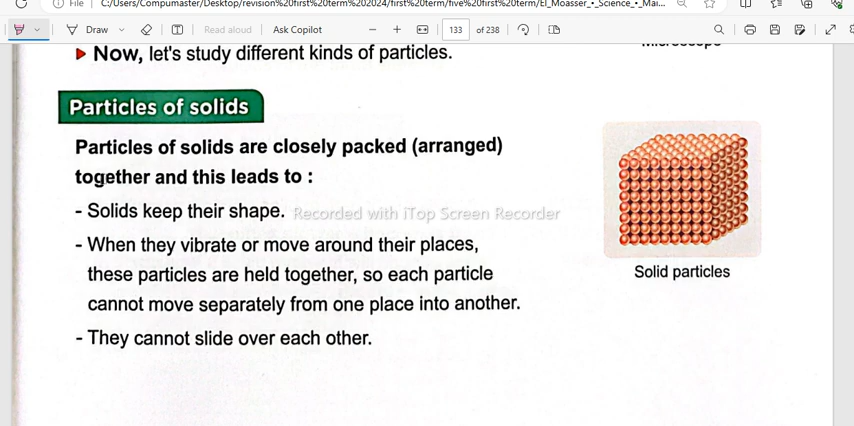 File | C:/Users/Compumaster/Desktop/revision%20first%20term%202024/first%20term/five%20first%20term/El_Moasser_•_Science_•_Mai...
Draw Read aloud Ask Copilot 133 of 238
Now, let's study different kinds of particles.
Microscope
Particles of solids
Particles of solids are closely packed (arranged)
together and this leads to :
- Solids keep their shape.
Recorded with iTop Screen Recorder
- When they vibrate or move around their places,
these particles are held together, so each particle
cannot move separately from one place into another.
- They cannot slide over each other.
Solid particles